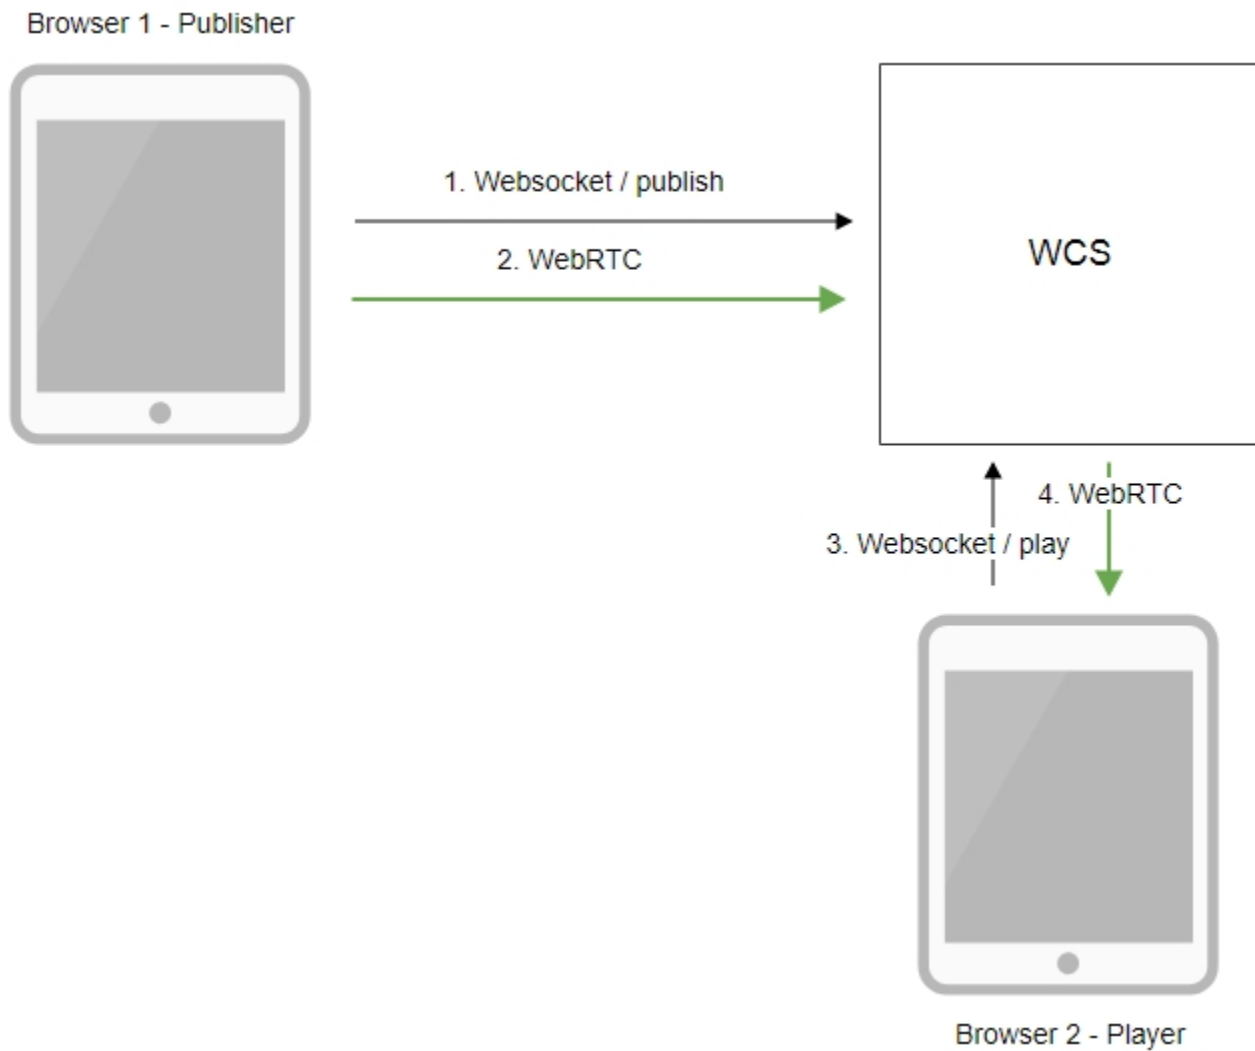 Browser 1 - Publisher
1. Websocket / publish
2. WebRTC
WCS
4. WebRTC
3. Websocket / play
Browser 2 - Player